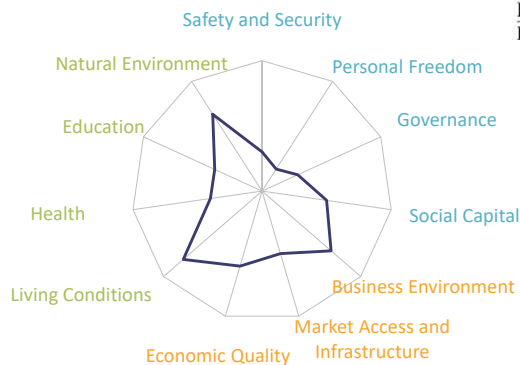 Safety and Security
Natural Environment
Personal Freedom
Education
Governance
Health
Social Capital
Living Conditions
Business Environment
Market Access and
Infrastructure
Economic Quality